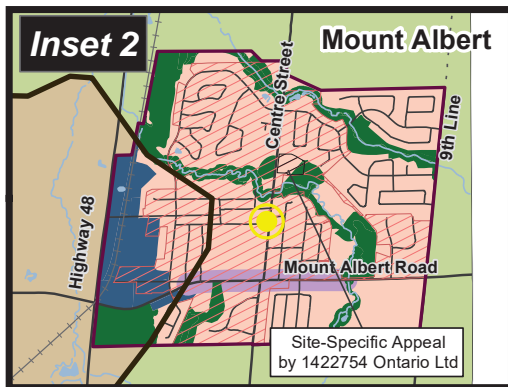 Inset 2
Mount Albert
Centre Street
9th Line
Highway 48
Mount Albert Road
Site-Specific Appeal
by 1422754 Ontario Ltd